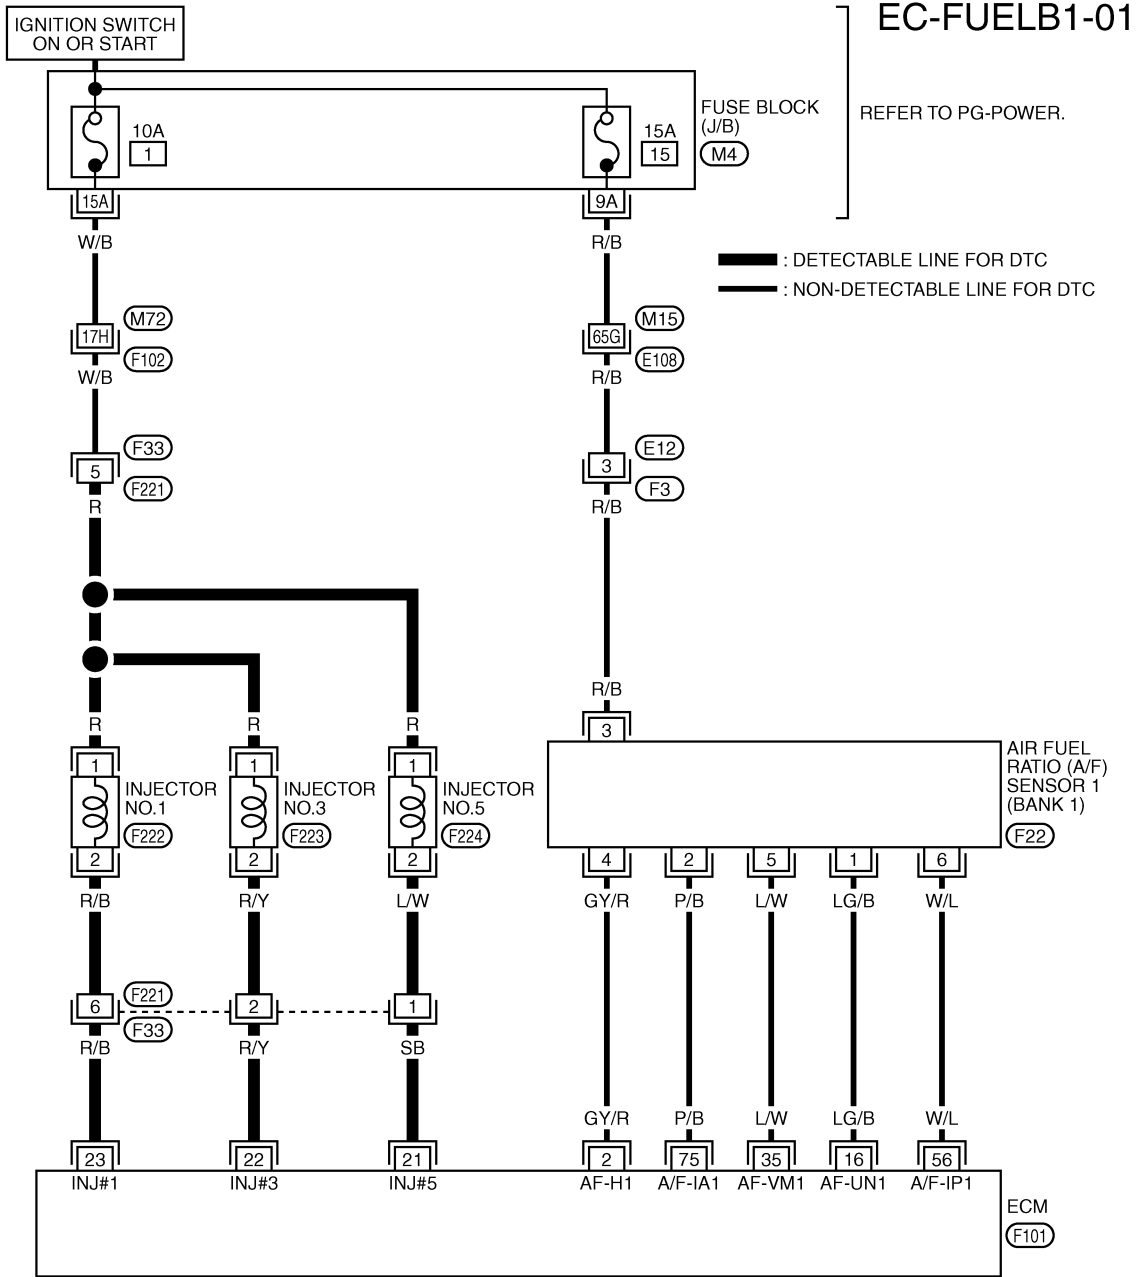 EC-FUELB1-01
IGNITION SWITCH
ON OR START
10A
1
15A
15
FUSE BLOCK
(J/B)
M4
REFER TO PG-POWER.
15A
9A
W/B
R/B
: DETECTABLE LINE FOR DTC
: NON-DETECTABLE LINE FOR DTC
17H
M72
F102
65G
M15
E108
W/B
R/B
5
F33
F221
3
E12
F3
R
R/B
R/B
R
R
R
3
1
INJECTOR
NO.1
F222
2
1
INJECTOR
NO.3
F223
2
1
INJECTOR
NO.5
F224
2
AIR FUEL
RATIO (A/F)
SENSOR 1
(BANK 1)
F22
4
2
5
1
6
R/B
R/Y
L/W
GY/R
P/B
L/W
LG/B
W/L
6
F221
F33
2
1
R/B
R/Y
SB
GY/R
P/B
L/W
LG/B
W/L
23
22
21
2
75
35
16
56
INJ#1
INJ#3
INJ#5
AF-H1
A/F-IA1
AF-VM1
AF-UN1
A/F-IP1
ECM
F101